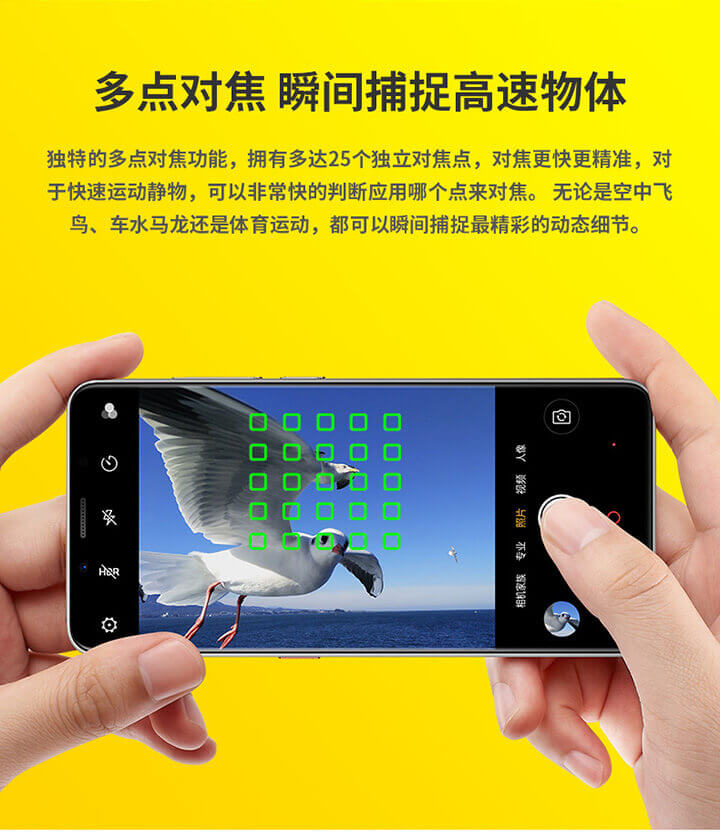 多点对焦 瞬间捕捉高速物体
独特的多点对焦功能，拥有多达25个独立对焦点，对焦更快更精准，对
于快速运动静物，可以非常快的判断应用哪个点来对焦。 无论是空中飞
鸟、车水马龙还是体育运动，都可以瞬间捕捉最精彩的动态细节。
人像
视频
照片
专业
相机家族
HDR